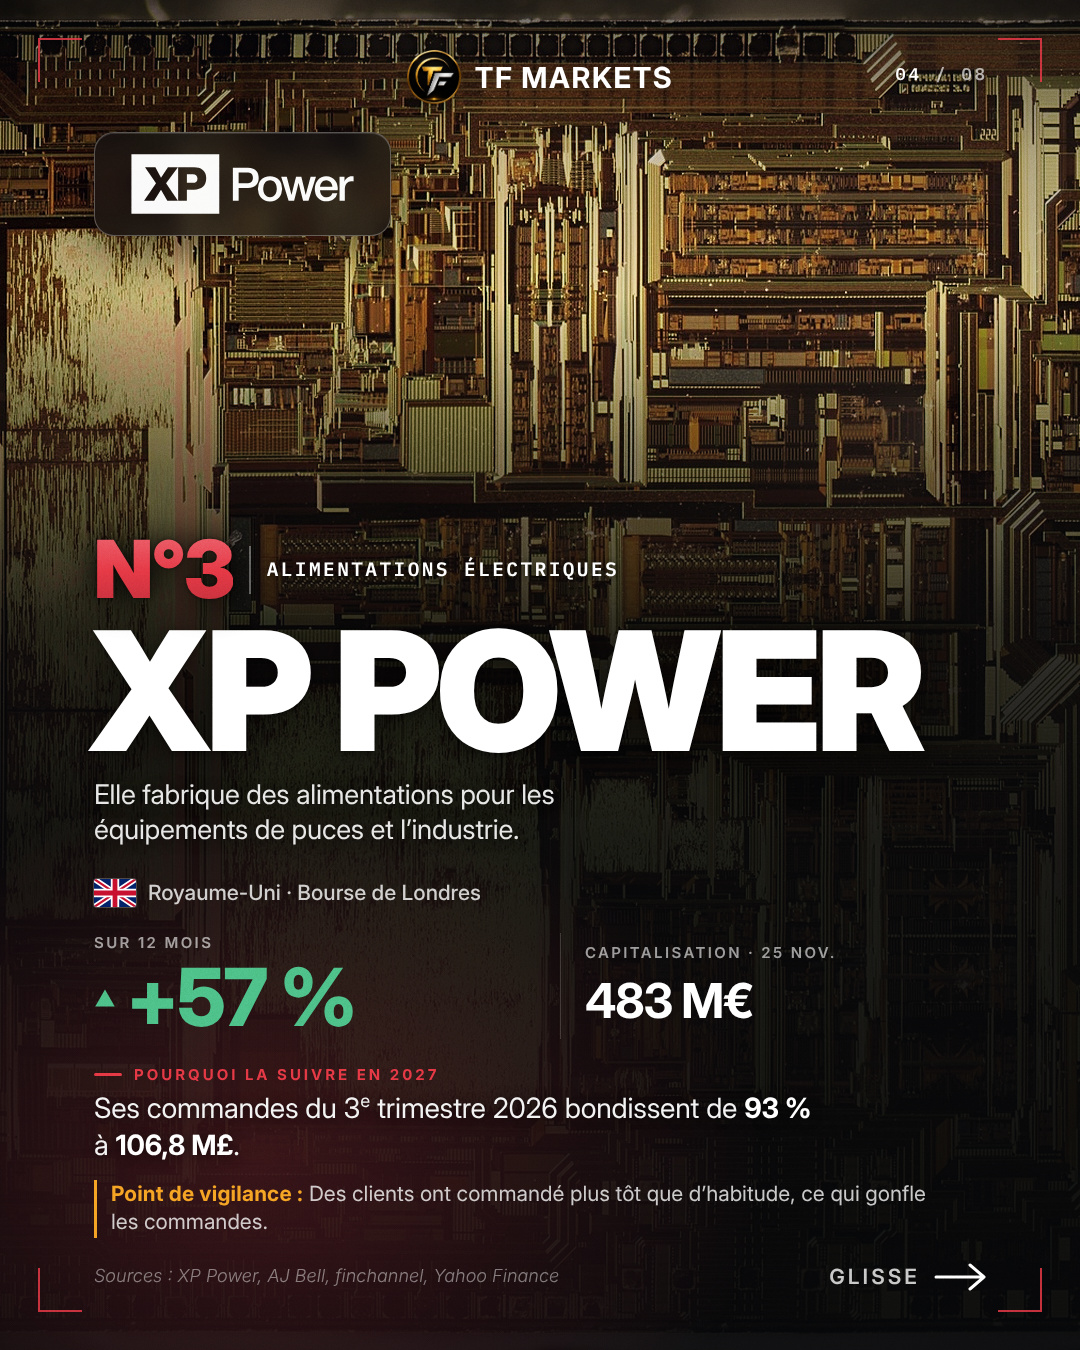 TF MARKETS
04 / 08
XP Power
N°3
ALIMENTATIONS ÉLECTRIQUES
XP POWER
Elle fabrique des alimentations pour les
équipements de puces et l’industrie.
Royaume-Uni · Bourse de Londres
SUR 12 MOIS
+57 %
CAPITALISATION · 25 NOV.
483 M€
POURQUOI LA SUIVRE EN 2027
Ses commandes du 3e trimestre 2026 bondissent de 93 %
à 106,8 M£.
Point de vigilance : Des clients ont commandé plus tôt que d’habitude, ce qui gonfle
les commandes.
Sources : XP Power, AJ Bell, finchannel, Yahoo Finance
GLISSE